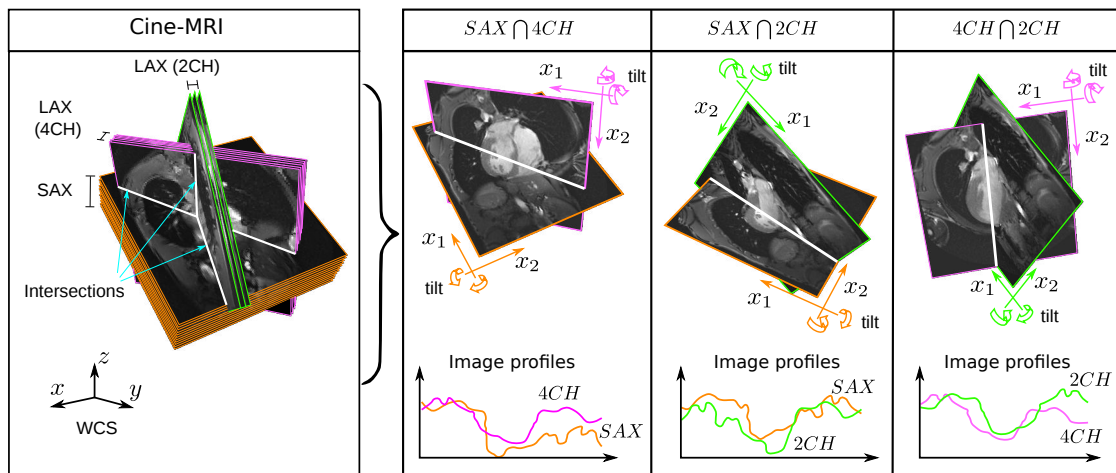 Cine-MRI
LAX (2CH)
LAX
(4CH)
SAX
Intersections
z
x
y
WCS
SAX ⋂ 4CH
x₁
tilt
x₂
x₁
x₂
tilt
Image profiles
4CH
SAX
SAX ⋂ 2CH
tilt
x₂
x₁
x₁
x₂
tilt
Image profiles
SAX
2CH
4CH ⋂ 2CH
x₁
tilt
x₂
x₁
x₂
tilt
Image profiles
2CH
4CH